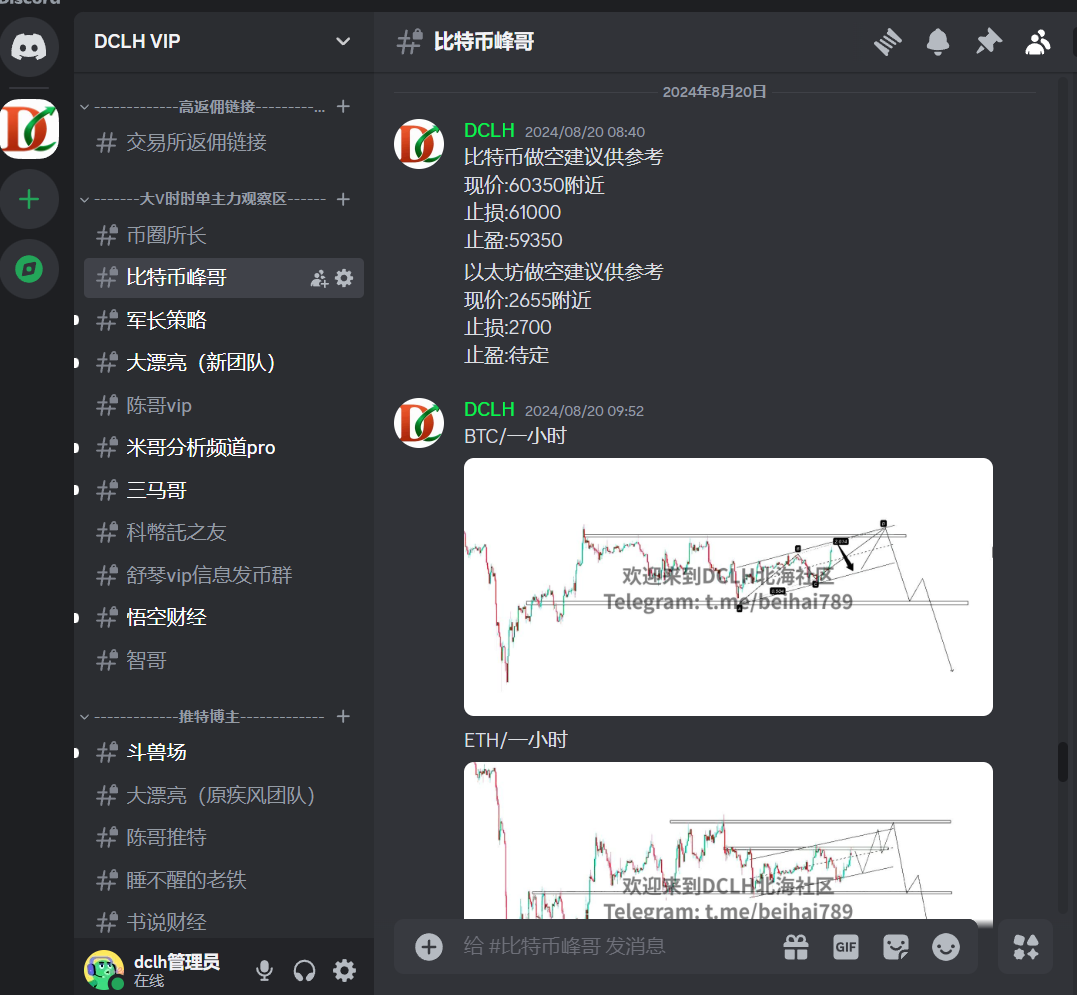 Discord
DCLH VIP
-------------高返佣链接---------...
交易所返佣链接
-------大V时时单主力观察区------
币圈所长
比特币峰哥
军长策略
大漂亮（新团队）
陈哥vip
米哥分析频道pro
三马哥
科幣託之友
舒琴vip信息发币群
悟空财经
智哥
-------------推特博主-------------
斗兽场
大漂亮（原疾风团队）
陈哥推特
睡不醒的老铁
书说财经
dclh管理员
在线
比特币峰哥
2024年8月20日
DCLH 2024/08/20 08:40
比特币做空建议供参考
现价:60350附近
止损:61000
止盈:59350
以太坊做空建议供参考
现价:2655附近
止损:2700
止盈:待定
DCLH 2024/08/20 09:52
BTC/一小时
欢迎来到DCLH北海社区
Telegram: t.me/beihai789
ETH/一小时
欢迎来到DCLH北海社区
Telegram: t.me/beihai789
给 #比特币峰哥 发消息
GIF